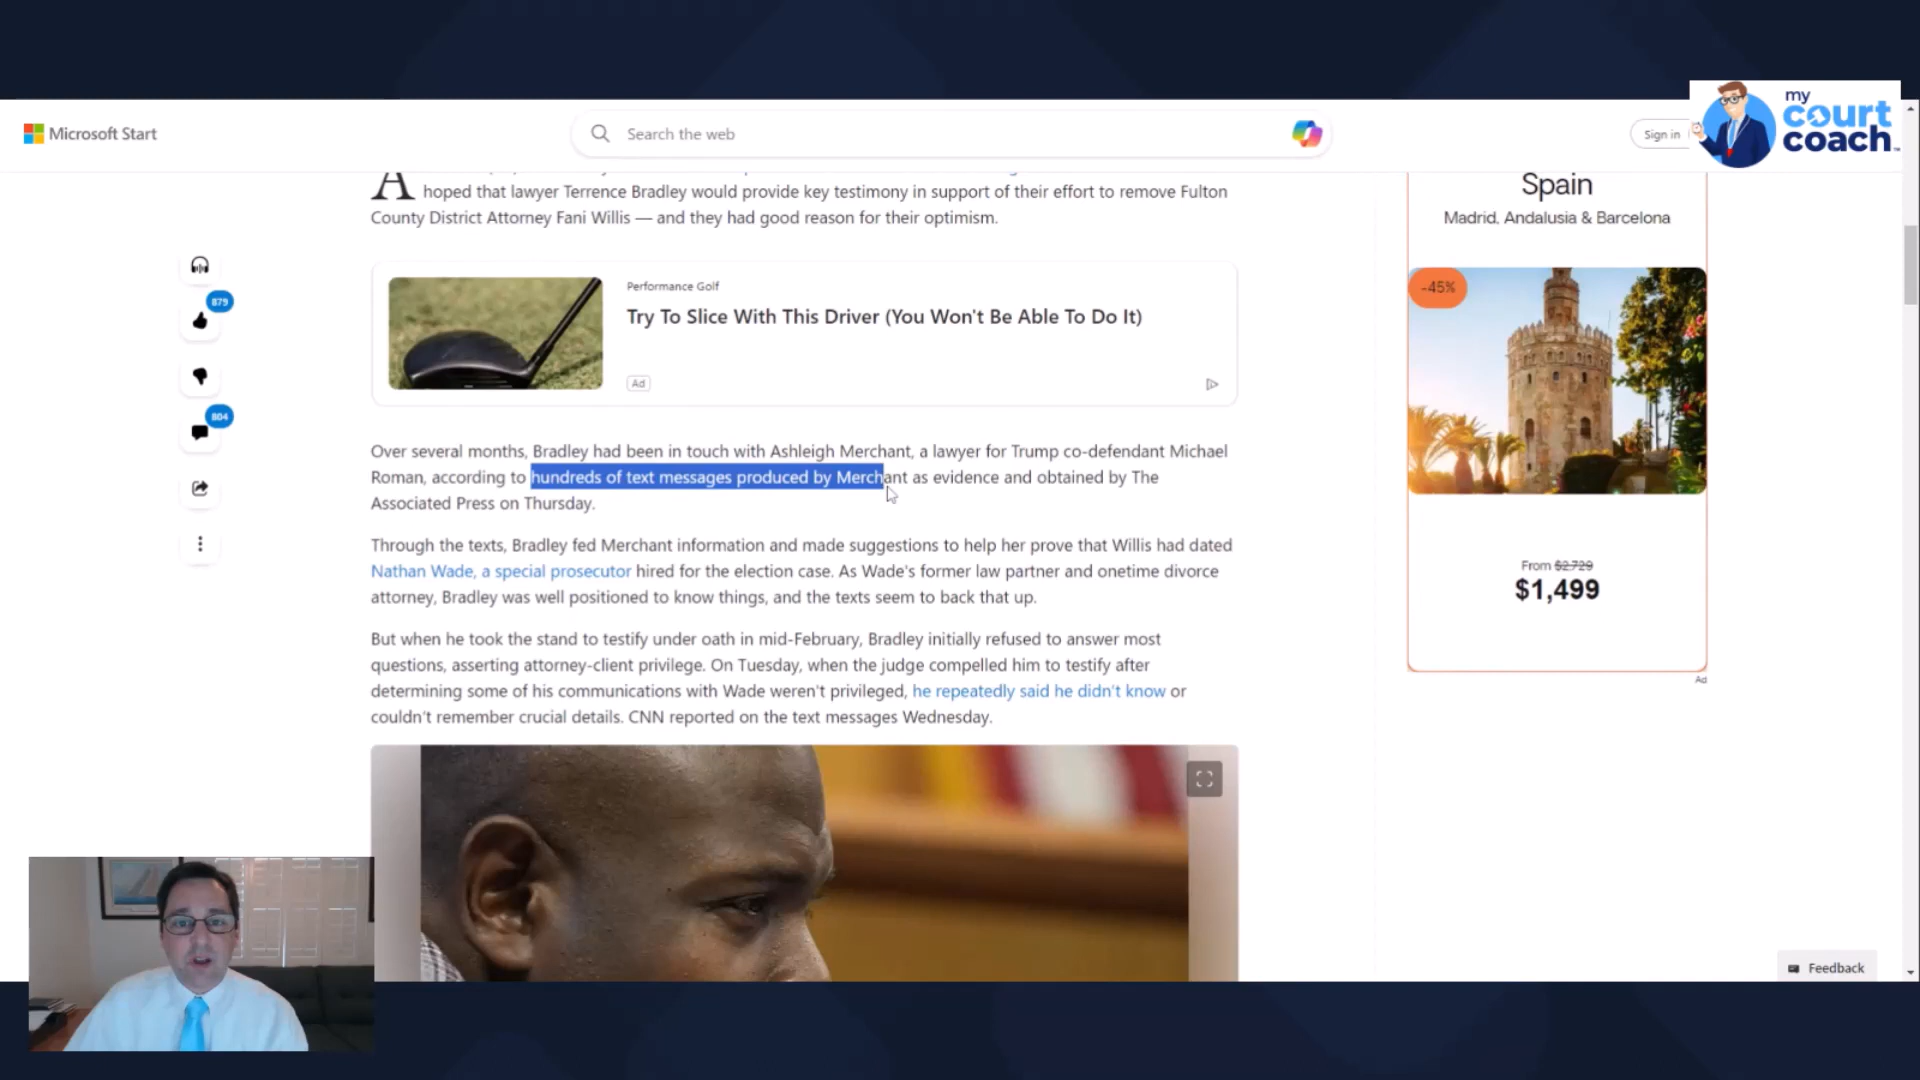 my
court
coach
Microsoft Start
Search the web
Sign in
A
hoped that lawyer Terrence Bradley would provide key testimony in support of their effort to remove Fulton
County District Attorney Fani Willis — and they had good reason for their optimism.
Spain
Madrid, Andalusia & Barcelona
-45%
879
804
Performance Golf
Try To Slice With This Driver (You Won't Be Able To Do It)
Ad
Over several months, Bradley had been in touch with Ashleigh Merchant, a lawyer for Trump co-defendant Michael
Roman, according to hundreds of text messages produced by Merchant as evidence and obtained by The
Associated Press on Thursday.
Through the texts, Bradley fed Merchant information and made suggestions to help her prove that Willis had dated
Nathan Wade, a special prosecutor hired for the election case. As Wade's former law partner and onetime divorce
attorney, Bradley was well positioned to know things, and the texts seem to back that up.
From $2.729
$1,499
Ad
But when he took the stand to testify under oath in mid-February, Bradley initially refused to answer most
questions, asserting attorney-client privilege. On Tuesday, when the judge compelled him to testify after
determining some of his communications with Wade weren't privileged, he repeatedly said he didn't know or
couldn't remember crucial details. CNN reported on the text messages Wednesday.
Feedback